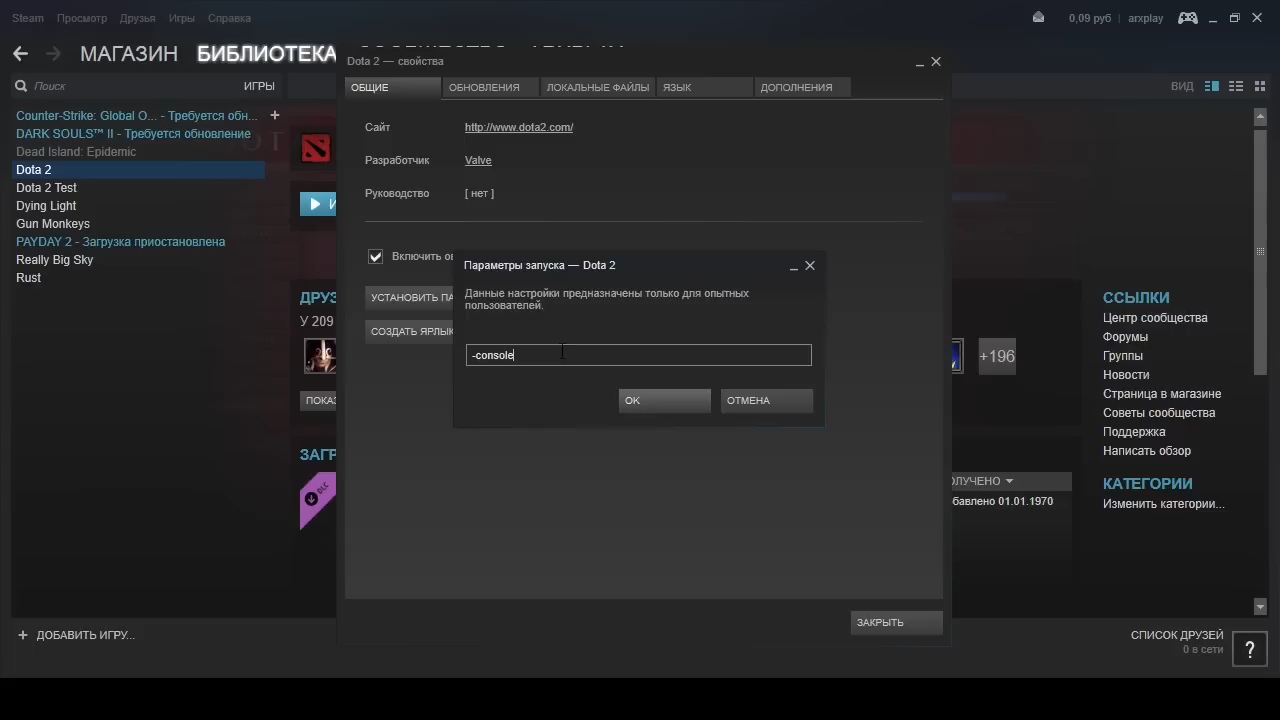 Steam Просмотр Друзья Игры Справка
0,09 руб arxplay
МАГАЗИН БИБЛИОТЕКА
Dota 2 — свойства
Поиск ИГРЫ
ОБЩИЕ ОБНОВЛЕНИЯ ЛОКАЛЬНЫЕ ФАЙЛЫ ЯЗЫК ДОПОЛНЕНИЯ
ВИД
Counter-Strike: Global O... - Требуется обн... +
DARK SOULS™ II - Требуется обновление
Dead Island: Epidemic
Dota 2
Dota 2 Test
Dying Light
Gun Monkeys
PAYDAY 2 - Загрузка приостановлена
Really Big Sky
Rust
Сайт http://www.dota2.com/
Разработчик Valve
Руководство [ нет ]
Включить ов
УСТАНОВИТЬ ПА
СОЗДАТЬ ЯРЛЫК
Параметры запуска — Dota 2
Данные настройки предназначены только для опытных
пользователей.
-console
OK ОТМЕНА
ДРУЗ
У 209
+196
ПОКАЗ
ЗАГР
DLC
ОЛУЧЕНО
бавлено 01.01.1970
ССЫЛКИ
Центр сообщества
Форумы
Группы
Новости
Страница в магазине
Советы сообщества
Поддержка
Написать обзор
КАТЕГОРИИ
Изменить категории...
ЗАКРЫТЬ
+ ДОБАВИТЬ ИГРУ...
СПИСОК ДРУЗЕЙ
0 в сети
?